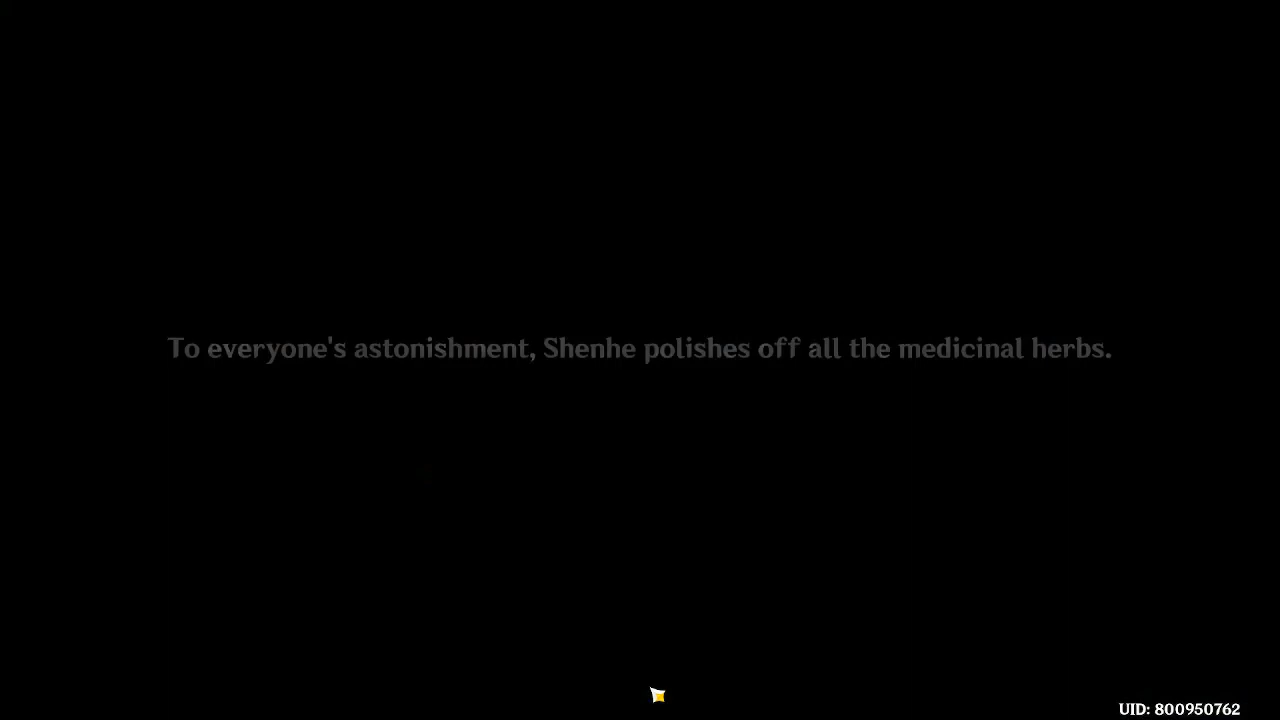 To everyone's astonishment, Shenhe polishes off all the medicinal herbs.
UID: 800950762